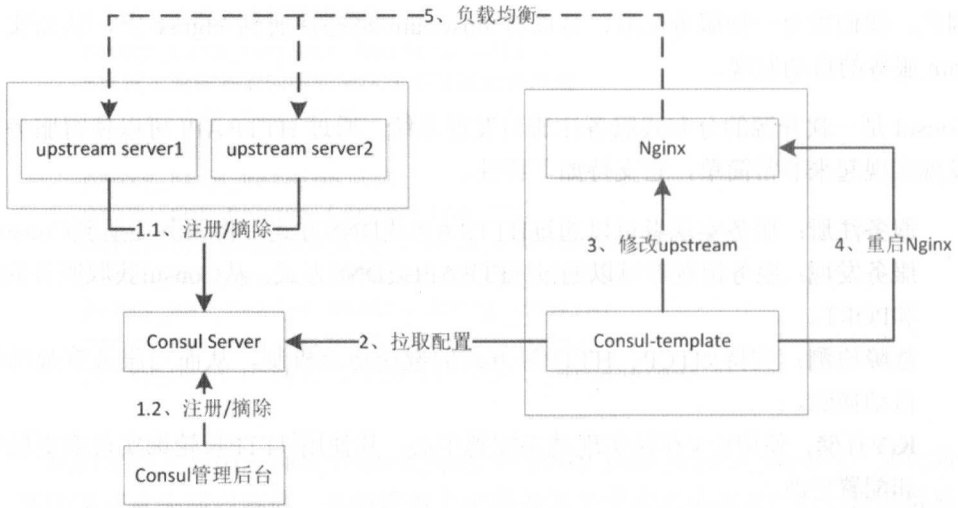 5、负载均衡
upstream server1
upstream server2
Nginx
1.1、注册/摘除
3、修改upstream
4、重启Nginx
Consul Server
2、拉取配置
Consul-template
1.2、注册/摘除
Consul管理后台